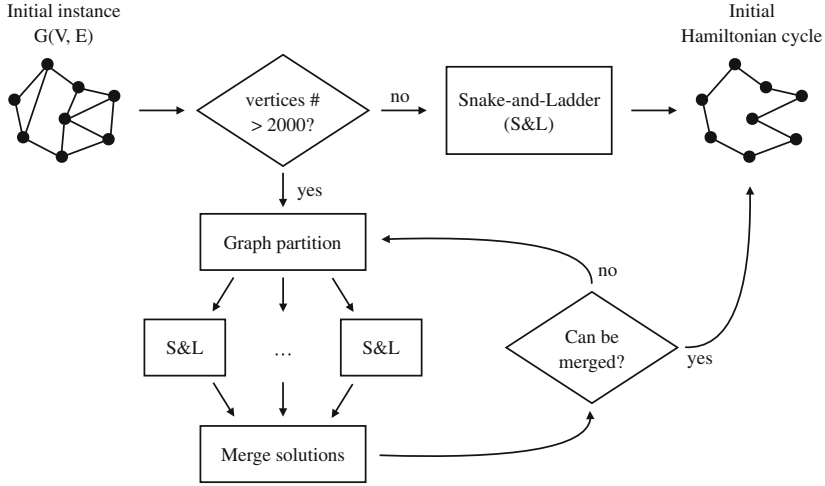 Initial instance
G(V, E)
Initial
Hamiltonian cycle
vertices #
> 2000?
no
Snake-and-Ladder
(S&L)
yes
Graph partition
no
S&L
...
S&L
Can be
merged?
yes
Merge solutions